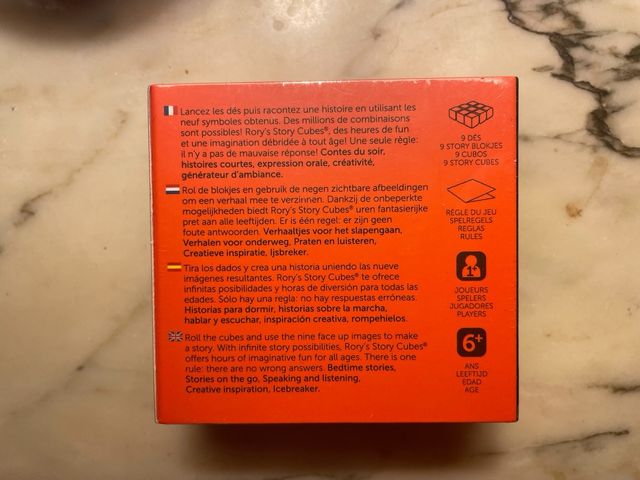 Lancez les dés puis racontez une histoire en utilisant les
neuf symboles obtenus. Des millions de combinaisons
sont possibles! Rory's Story Cubes®, des heures de fun
et une imagination débridée à tout âge! Une seule règle:
il n'y a pas de mauvaise réponse! Contes du soir,
histoires courtes, expression orale, créativité,
générateur d'ambiance.
Rol de blokjes en gebruik de negen zichtbare afbeeldingen
om een verhaal mee te verzinnen. Dankzij de onbeperkte
mogelijkheden biedt Rory's Story Cubes® uren fantasierijke
pret aan alle leeftijden. Er is één regel: er zijn geen
foute antwoorden. Verhaaltjes voor het slapengaan,
Verhalen voor onderweg, Praten en luisteren,
Creatieve inspiratie, Ijsbreker.
Tira los dados y crea una historia uniendo las nueve
imágenes resultantes. Rory's Story Cubes® te ofrece
infinitas posibilidades y horas de diversión para todas las
edades. Sólo hay una regla: no hay respuestas erróneas.
Historias para dormir, historias sobre la marcha,
hablar y escuchar, inspiración creativa, rompehielos.
Roll the cubes and use the nine face up images to make
a story. With infinite story possibilities, Rory's Story Cubes®
offers hours of imaginative fun for all ages. There is one
rule: there are no wrong answers. Bedtime stories,
Stories on the go, Speaking and listening,
Creative inspiration, Icebreaker.
9 DÉS
9 STORY BLOKJES
9 CUBOS
9 STORY CUBES
RÈGLE DU JEU
SPELREGELS
REGLAS
RULES
1+
JOUEURS
SPELERS
JUGADORES
PLAYERS
6+
ANS
LEEFTIJD
EDAD
AGE